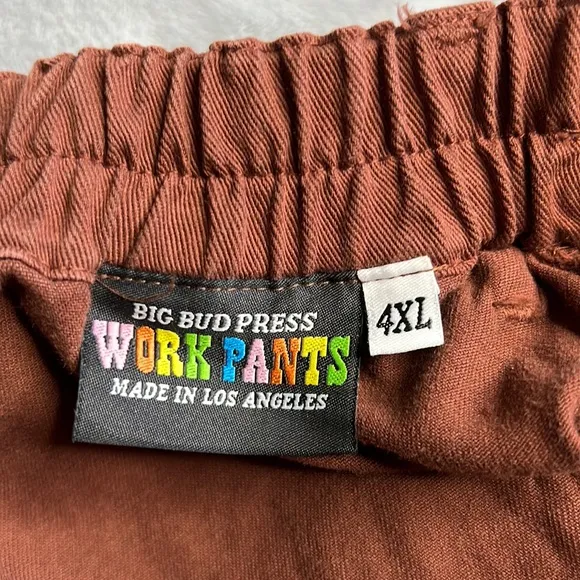 BIG BUD PRESS
WORK PANTS
MADE IN LOS ANGELES
4XL